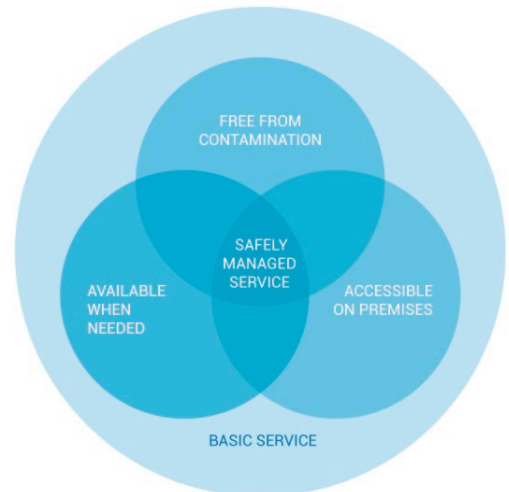 FREE FROM
CONTAMINATION
SAFELY
MANAGED
SERVICE
AVAILABLE
WHEN
NEEDED
ACCESSIBLE
ON PREMISES
BASIC SERVICE